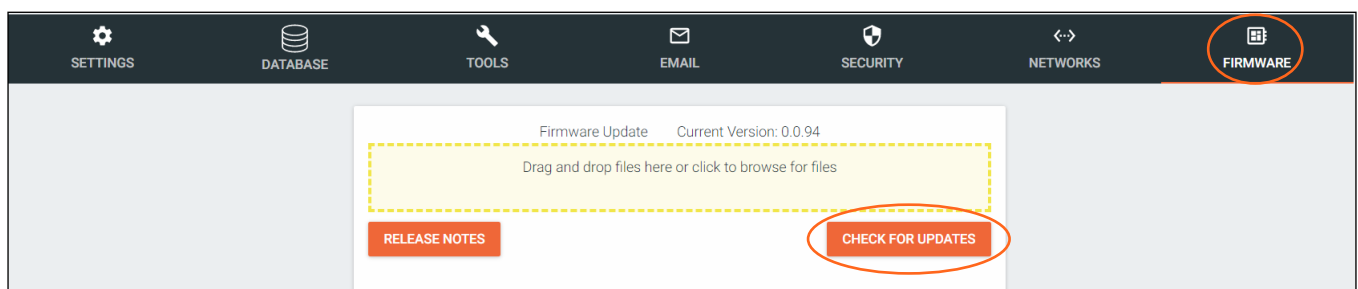 SETTINGS DATABASE TOOLS EMAIL SECURITY NETWORKS FIRMWARE
Firmware Update Current Version: 0.0.94
Drag and drop files here or click to browse for files
RELEASE NOTES CHECK FOR UPDATES